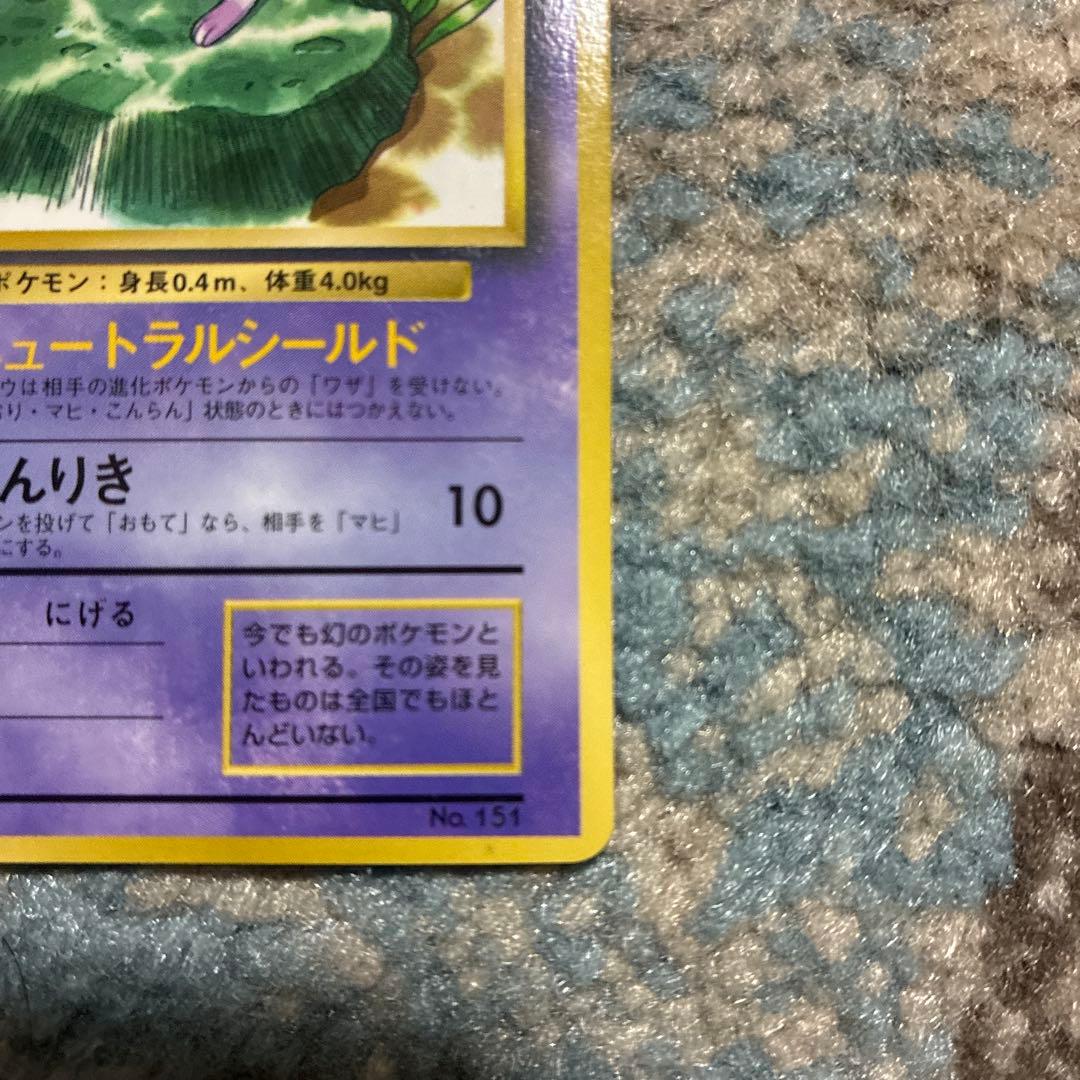 ポケモン：身長0.4m、体重4.0kg
ュートラルシールド
ウは相手の進化ポケモンからの「ワザ」を受けない。
り・マヒ・こんらん」状態のときにはつかえない。
んりき 10
ンを投げて「おもて」なら、相手を「マヒ」
にする。
にげる
今でも幻のポケモンと
いわれる。その姿を見
たものは全国でもほと
んどいない。
No. 151